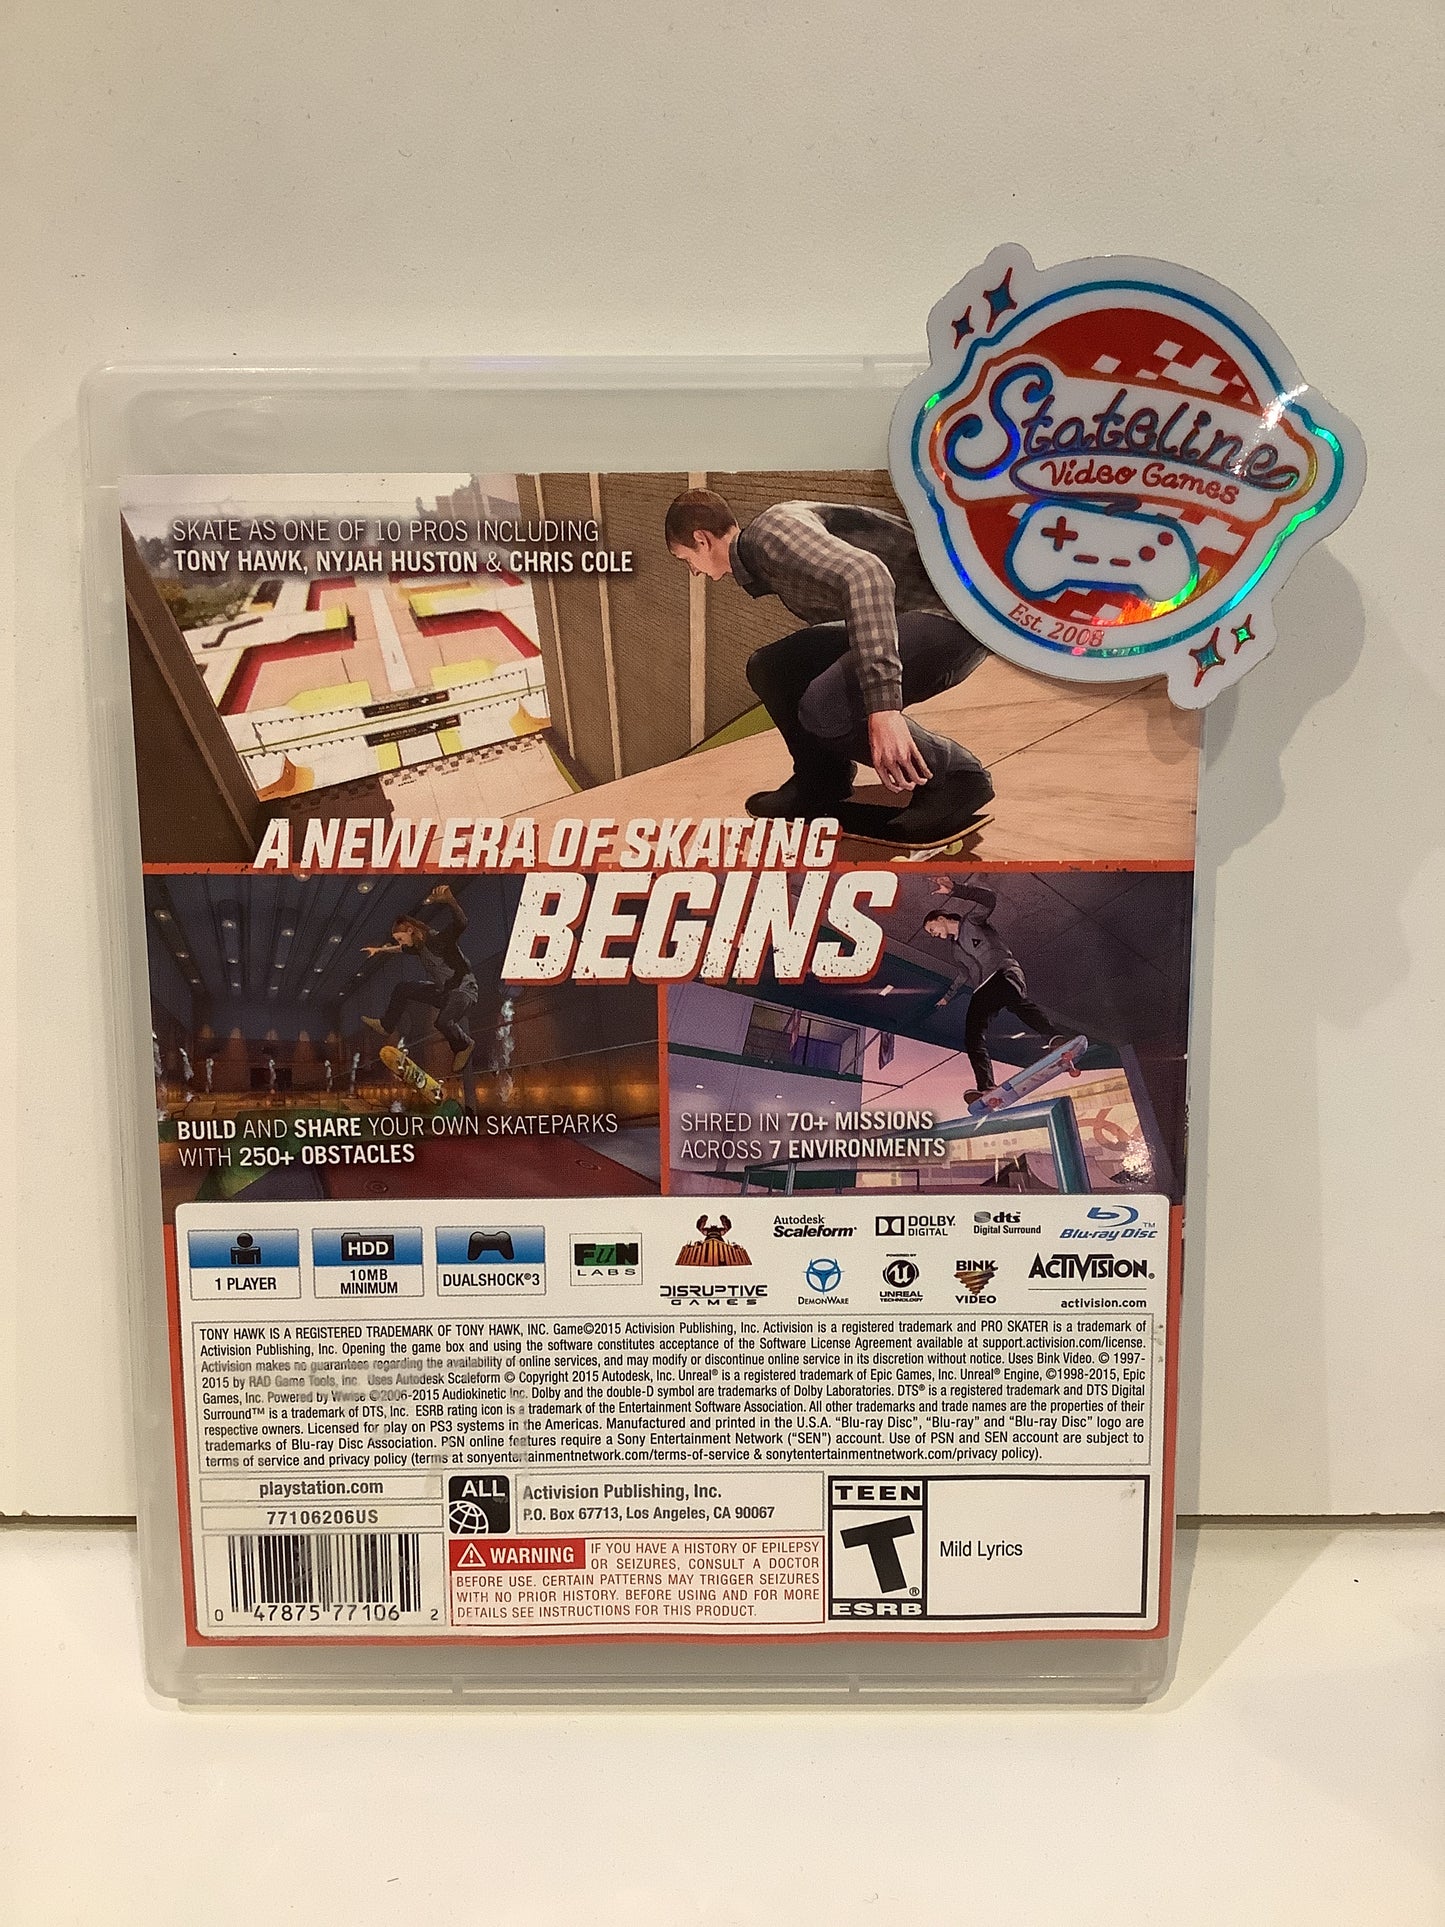 Stateline
Video Games
Est. 2008
SKATE AS ONE OF 10 PROS INCLUDING
TONY HAWK, NYJAH HUSTON & CHRIS COLE
A NEW ERA OF SKATING
BEGINS
BUILD AND SHARE YOUR OWN SKATEPARKS
WITH 250+ OBSTACLES
SHRED IN 70+ MISSIONS
ACROSS 7 ENVIRONMENTS
1 PLAYER
HDD
10MB
MINIMUM
DUALSHOCK®3
FUN
LABS
DISRUPTIVE
GAMES
Autodesk
Scaleform®
DOLBY
DIGITAL
dts
Digital Surround
Blu-ray Disc™
DEMONWARE
POWERED BY
UNREAL
TECHNOLOGY
BINK
VIDEO
ACTIVISION®
activision.com
TONY HAWK IS A REGISTERED TRADEMARK OF TONY HAWK, INC. Game©2015 Activision Publishing, Inc. Activision is a registered trademark and PRO SKATER is a trademark of
Activision Publishing, Inc. Opening the game box and using the software constitutes acceptance of the Software License Agreement available at support.activision.com/license.
Activision makes no guarantees regarding the availability of online services, and may modify or discontinue online service in its discretion without notice. Uses Bink Video. © 1997-
2015 by RAD Game Tools, Inc. Uses Autodesk Scaleform © Copyright 2015 Autodesk, Inc. Unreal® is a registered trademark of Epic Games, Inc. Unreal® Engine, ©1998-2015, Epic
Games, Inc. Powered by Wwise ©2006-2015 Audiokinetic Inc. Dolby and the double-D symbol are trademarks of Dolby Laboratories. DTS® is a registered trademark and DTS Digital
Surround™ is a trademark of DTS, Inc. ESRB rating icon is a trademark of the Entertainment Software Association. All other trademarks and trade names are the properties of their
respective owners. Licensed for play on PS3 systems in the Americas. Manufactured and printed in the U.S.A. “Blu-ray Disc”, “Blu-ray” and “Blu-ray Disc” logo are
trademarks of Blu-ray Disc Association. PSN online features require a Sony Entertainment Network (“SEN”) account. Use of PSN and SEN account are subject to
terms of service and privacy policy (terms at sonyentertainmentnetwork.com/terms-of-service & sonytentertainmentnetwork.com/privacy policy).
playstation.com
77106206US
0 47875 77106 2
ALL
Activision Publishing, Inc.
P.O. Box 67713, Los Angeles, CA 90067
WARNING IF YOU HAVE A HISTORY OF EPILEPSY
OR SEIZURES, CONSULT A DOCTOR
BEFORE USE. CERTAIN PATTERNS MAY TRIGGER SEIZURES
WITH NO PRIOR HISTORY. BEFORE USING AND FOR MORE
DETAILS SEE INSTRUCTIONS FOR THIS PRODUCT.
TEEN
T®
ESRB
Mild Lyrics